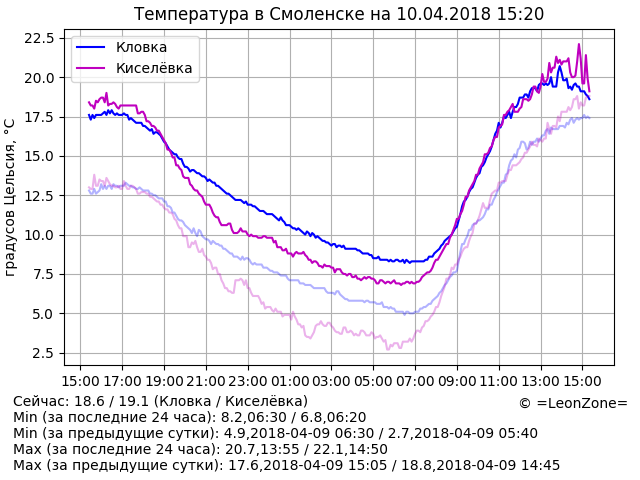 Температура в Смоленске на 10.04.2018 15:20
градусов Цельсия, °C
Кловка
Киселёвка
22.5
20.0
17.5
15.0
12.5
10.0
7.5
5.0
2.5
15:00 17:00 19:00 21:00 23:00 01:00 03:00 05:00 07:00 09:00 11:00 13:00 15:00
Сейчас: 18.6 / 19.1 (Кловка / Киселёвка)
© =LeonZone=
Min (за последние 24 часа): 8.2,06:30 / 6.8,06:20
Min (за предыдущие сутки): 4.9,2018-04-09 06:30 / 2.7,2018-04-09 05:40
Max (за последние 24 часа): 20.7,13:55 / 22.1,14:50
Max (за предыдущие сутки): 17.6,2018-04-09 15:05 / 18.8,2018-04-09 14:45